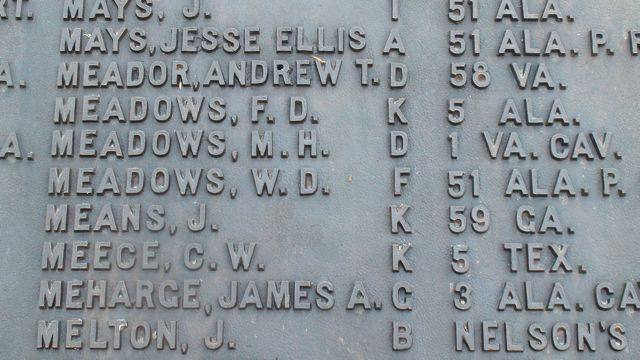 RT. MAYS, J. I 51 ALA.
MAYS, JESSE ELLIS A 51 ALA. P. R
A. MEADOR, ANDREW T. D 58 VA.
MEADOWS, F. D. K 5 ALA.
A. MEADOWS, M. H. D 1 VA. CAV.
MEADOWS, W. D. F 51 ALA. P.
MEANS, J. K 59 GA.
MEECE, C. W. K 5 TEX.
MEHARGE, JAMES A. G 3 ALA. CA
MELTON, J. B NELSON'S